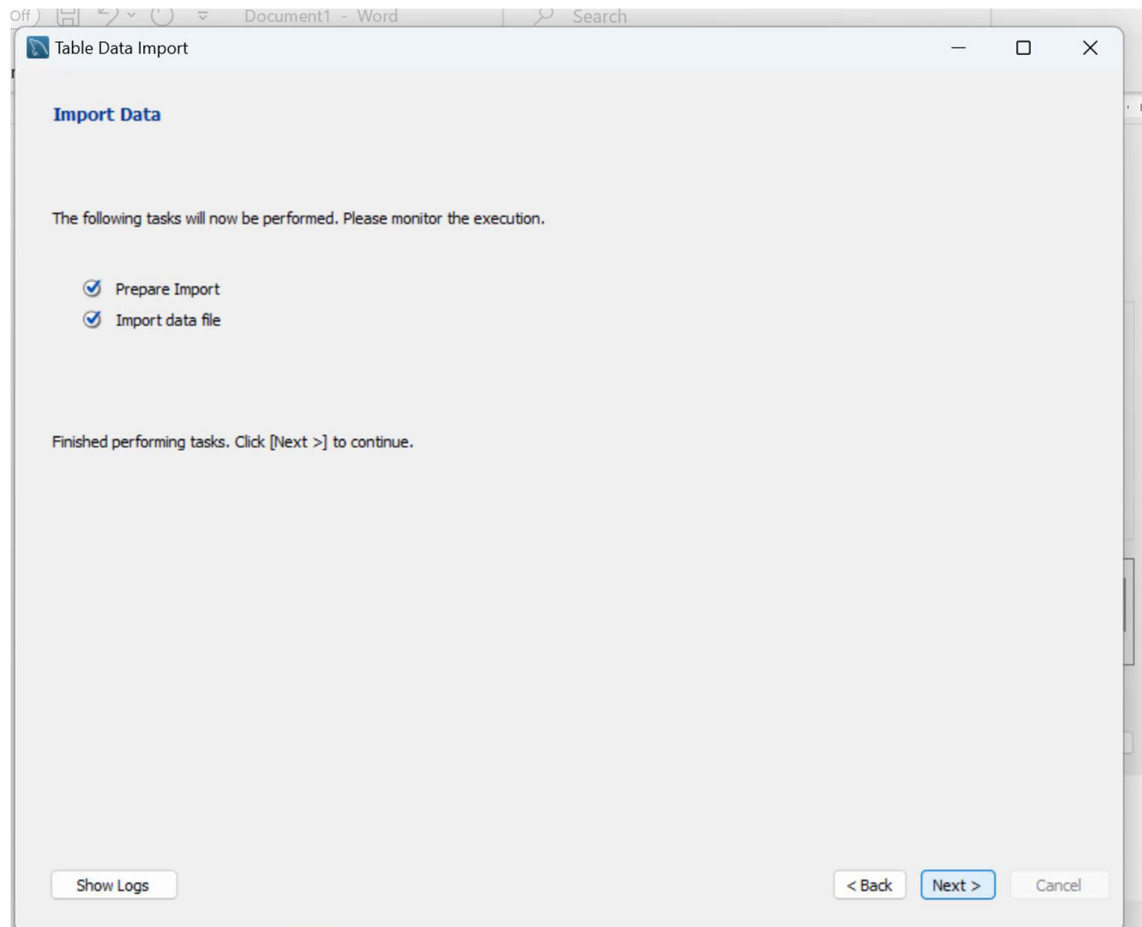 Off) Document1 - Word Search
Table Data Import
Import Data
The following tasks will now be performed. Please monitor the execution.
Prepare Import
Import data file
Finished performing tasks. Click [Next >] to continue.
Show Logs < Back Next > Cancel